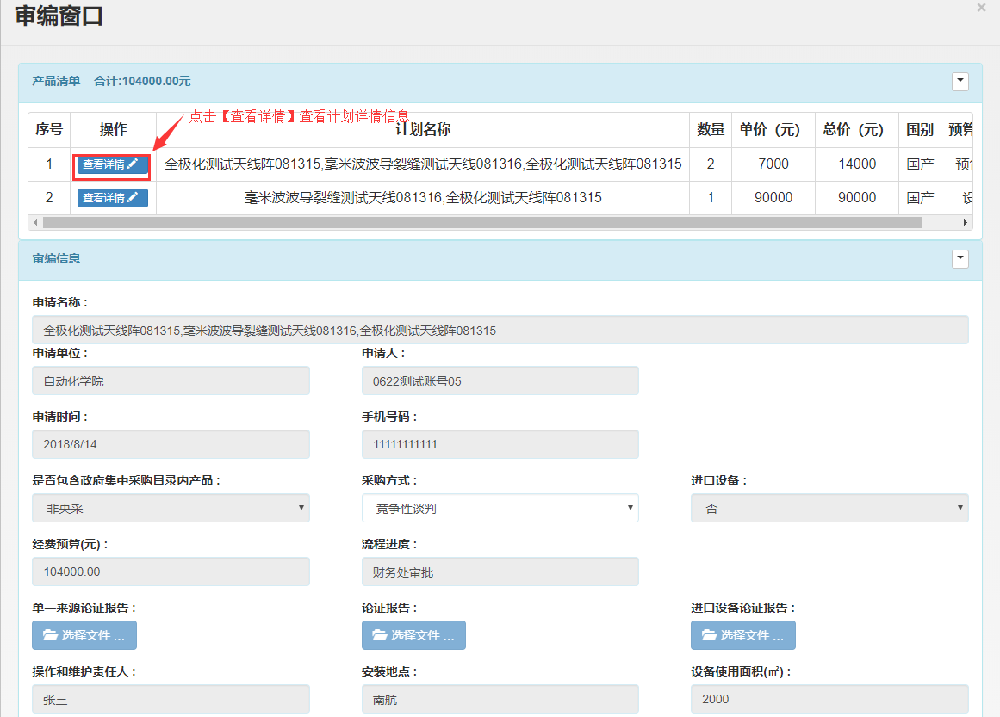 审编窗口
×
产品清单 合计:104000.00元
点击【查看详情】查看计划详情信息
序号 操作 计划名称 数量 单价（元） 总价（元） 国别 预算
1 查看详情 全极化测试天线阵081315,毫米波波导裂缝测试天线081316,全极化测试天线阵081315 2 7000 14000 国产 预备
2 查看详情 毫米波波导裂缝测试天线081316,全极化测试天线阵081315 1 90000 90000 国产 设
审编信息
申请名称：
全极化测试天线阵081315,毫米波波导裂缝测试天线081316,全极化测试天线阵081315
申请单位： 申请人：
自动化学院 0622测试账号05
申请时间： 手机号码：
2018/8/14 11111111111
是否包含政府集中采购目录内产品： 采购方式： 进口设备：
非央采 竞争性谈判 否
经费预算(元)： 流程进度：
104000.00 财务处审批
单一来源论证报告： 论证报告： 进口设备论证报告：
选择文件 ... 选择文件 ... 选择文件 ...
操作和维护责任人： 安装地点： 设备使用面积(㎡)：
张三 南航 2000